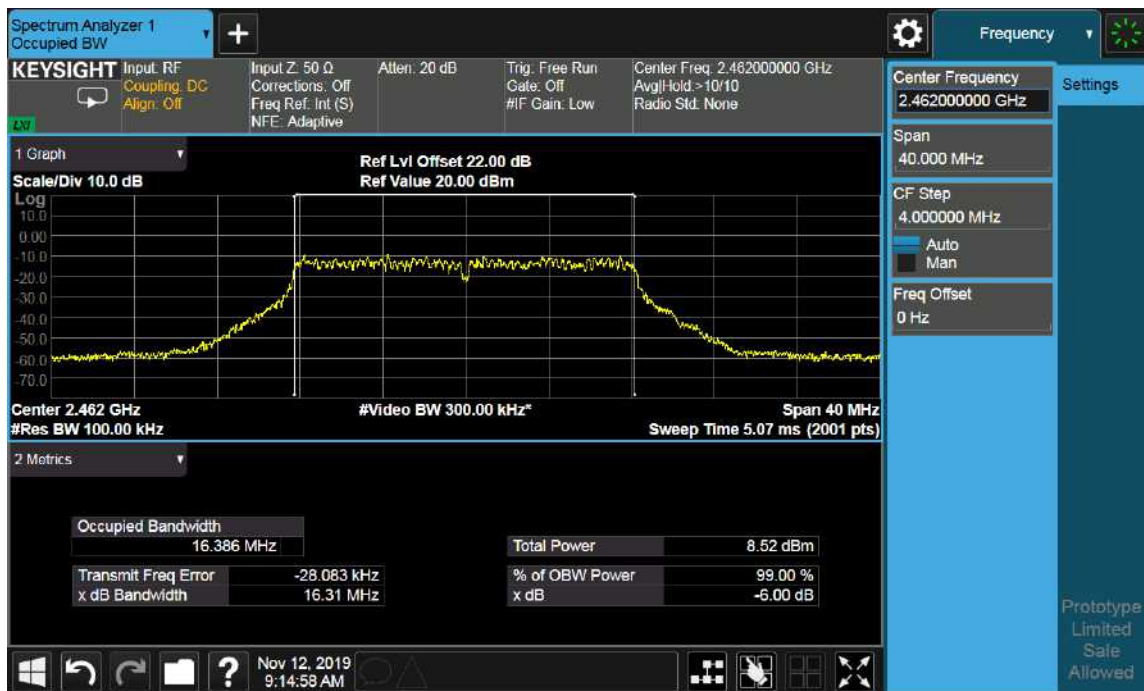 Spectrum Analyzer 1
Occupied BW
+
Frequency
KEYSIGHT
LXI
Input: RF
Coupling: DC
Align: Off
Input Z: 50 Ω
Corrections: Off
Freq Ref: Int (S)
NFE: Adaptive
Atten: 20 dB
Trig: Free Run
Gate: Off
#IF Gain: Low
Center Freq: 2.462000000 GHz
Avg|Hold:>10/10
Radio Std: None
Center Frequency
2.462000000 GHz
Settings
Span
40.000 MHz
CF Step
4.000000 MHz
Auto
Man
Freq Offset
0 Hz
1 Graph
Ref Lvl Offset 22.00 dB
Scale/Div 10.0 dB
Ref Value 20.00 dBm
Log
10.0
0.00
-10.0
-20.0
-30.0
-40.0
-50.0
-60.0
-70.0
Center 2.462 GHz
#Video BW 300.00 kHz*
Span 40 MHz
#Res BW 100.00 kHz
Sweep Time 5.07 ms (2001 pts)
2 Metrics
Occupied Bandwidth
16.386 MHz
Total Power 8.52 dBm
Transmit Freq Error -28.083 kHz
% of OBW Power 99.00 %
x dB Bandwidth 16.31 MHz
x dB -6.00 dB
Prototype
Limited
Sale
Allowed
?
Nov 12, 2019
9:14:58 AM